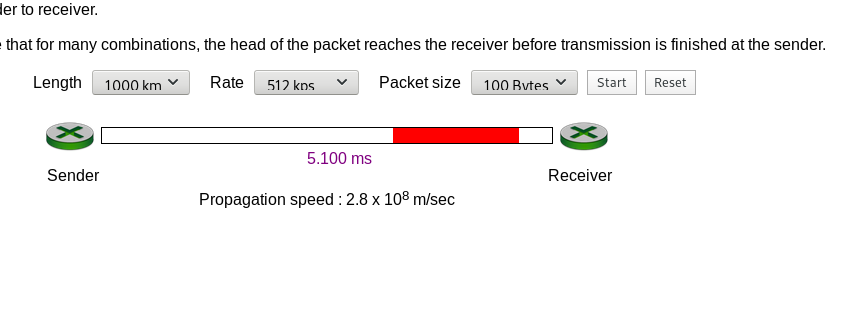 der to receiver.
that for many combinations, the head of the packet reaches the receiver before transmission is finished at the sender.
Length 1000 km Rate 512 kps Packet size 100 Bytes Start Reset
5.100 ms
Sender Receiver
Propagation speed : 2.8 x 10⁸ m/sec